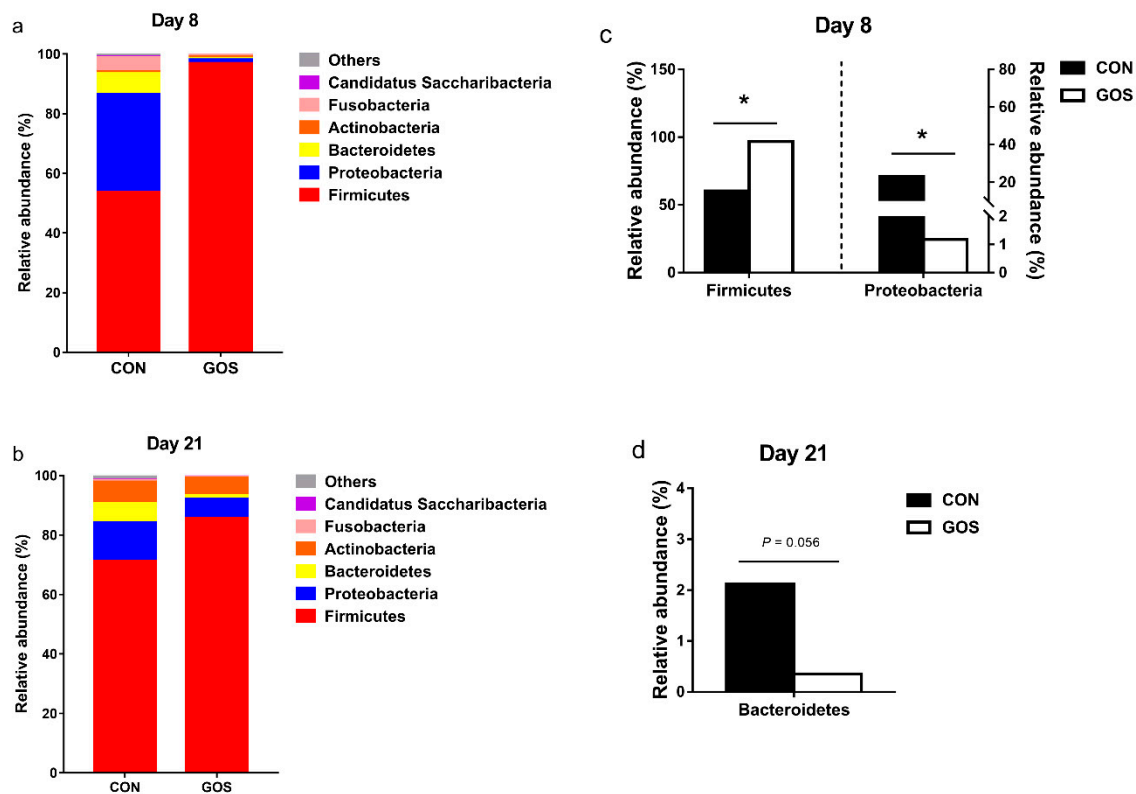 a
Day 8
Relative abundance (%)
100
80
60
40
20
0
CON
GOS
Others
Candidatus Saccharibacteria
Fusobacteria
Actinobacteria
Bacteroidetes
Proteobacteria
Firmicutes
c
Day 8
Relative abundance (%)
150
100
50
0
*
*
Firmicutes
Proteobacteria
80
60
40
20
2
1
0
Relative abundance (%)
CON
GOS
b
Day 21
Relative abundance (%)
100
80
60
40
20
0
CON
GOS
Others
Candidatus Saccharibacteria
Fusobacteria
Actinobacteria
Bacteroidetes
Proteobacteria
Firmicutes
d
Day 21
Relative abundance (%)
4
3
2
1
0
P = 0.056
Bacteroidetes
CON
GOS